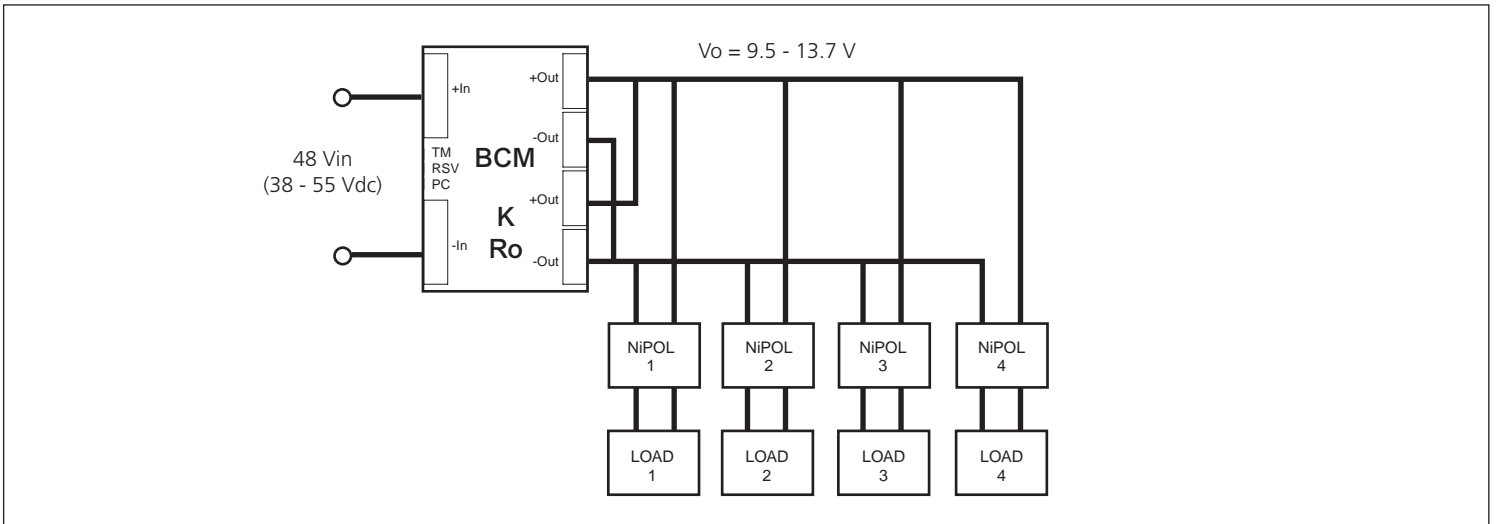 Vo = 9.5 - 13.7 V
+In
+Out
-Out
48 Vin
(38 - 55 Vdc)
TM
RSV
PC
BCM
+Out
K
Ro
-In
-Out
NiPOL
1
NiPOL
2
NiPOL
3
NiPOL
4
LOAD
1
LOAD
2
LOAD
3
LOAD
4